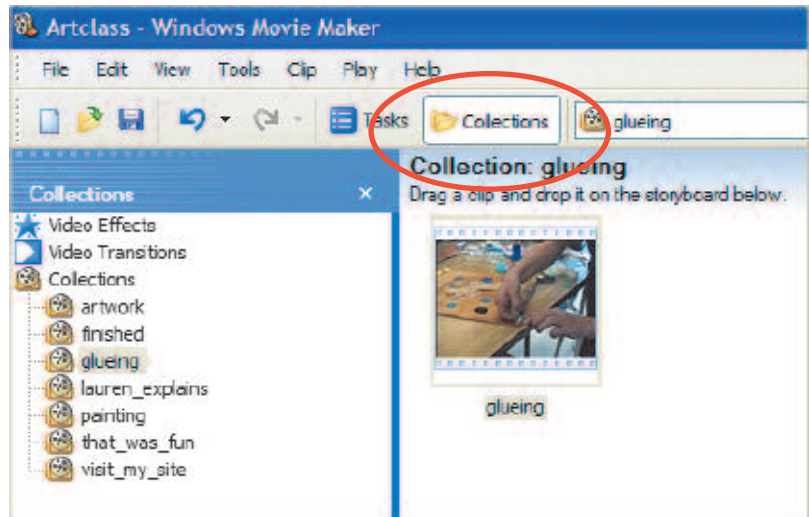 Artclass - Windows Movie Maker
File Edit View Tools Clip Play Help
Tasks Collections glueing
Collections
Video Effects
Video Transitions
Collections
artwork
finished
glueing
lauren_explains
painting
that_was_fun
visit_my_site
Collection: glueing
Drag a clip and drop it on the storyboard below.
glueing